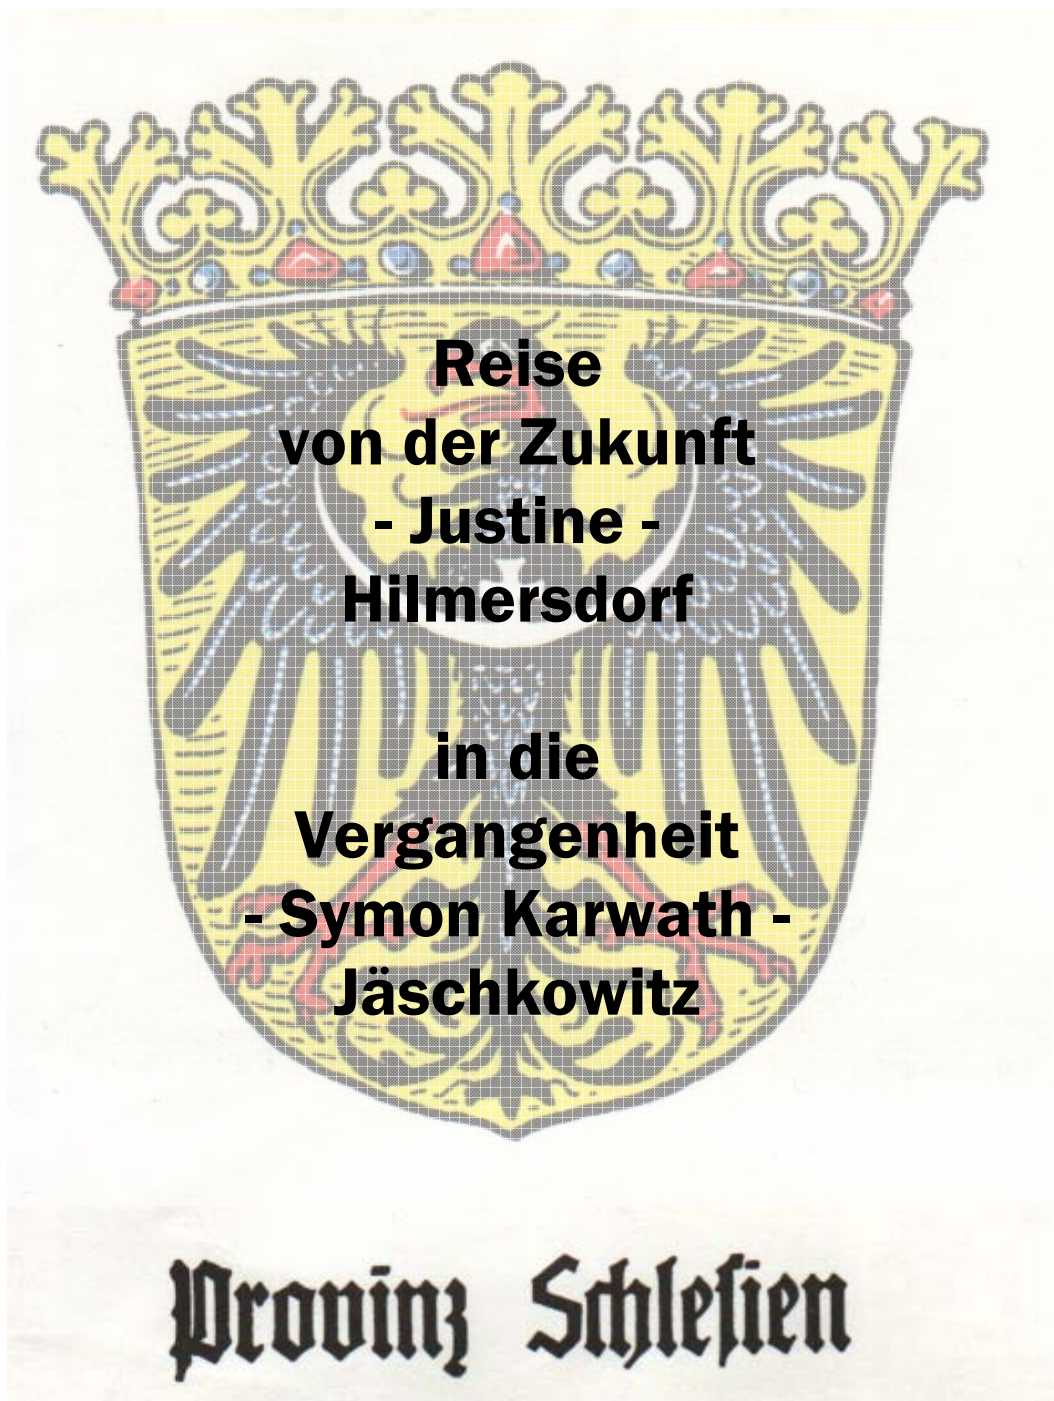 Reise
von der Zukunft
- Justine -
Hilmersdorf
in die
Vergangenheit
- Symon Karwath -
Jäschkowitz
Provinz Schleſien